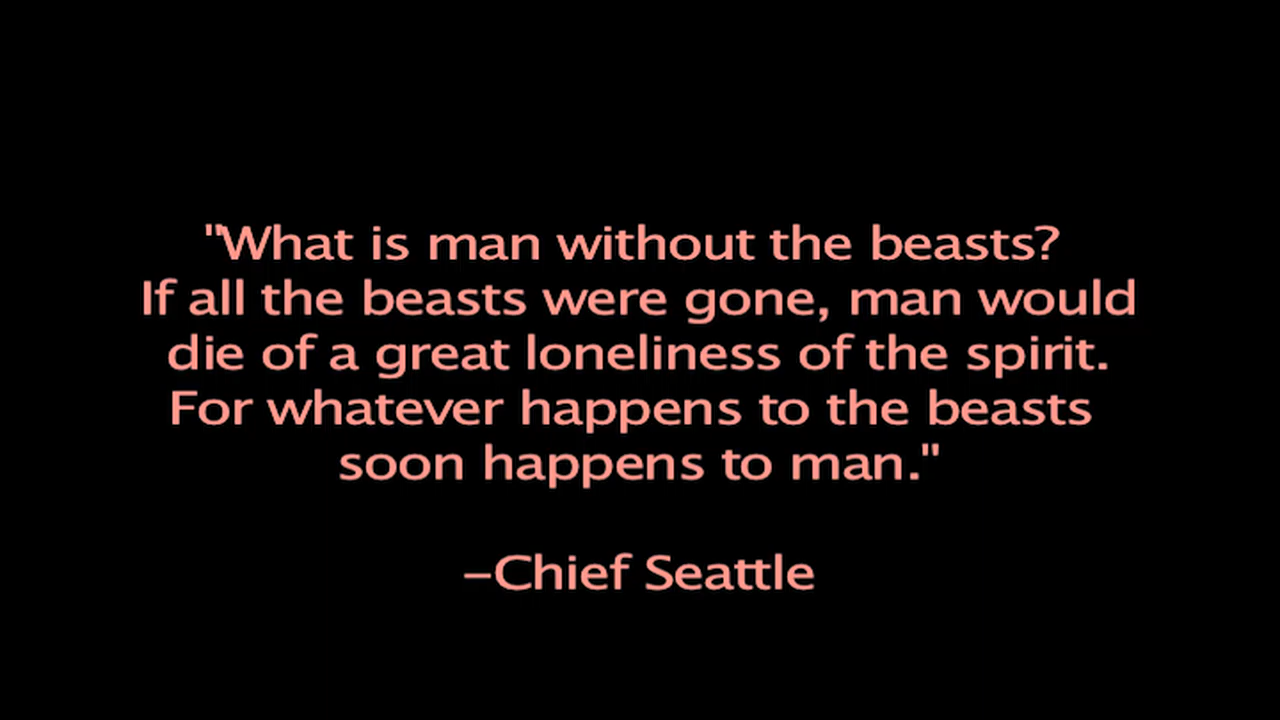 "What is man without the beasts?
If all the beasts were gone, man would
die of a great loneliness of the spirit.
For whatever happens to the beasts
soon happens to man."
–Chief Seattle